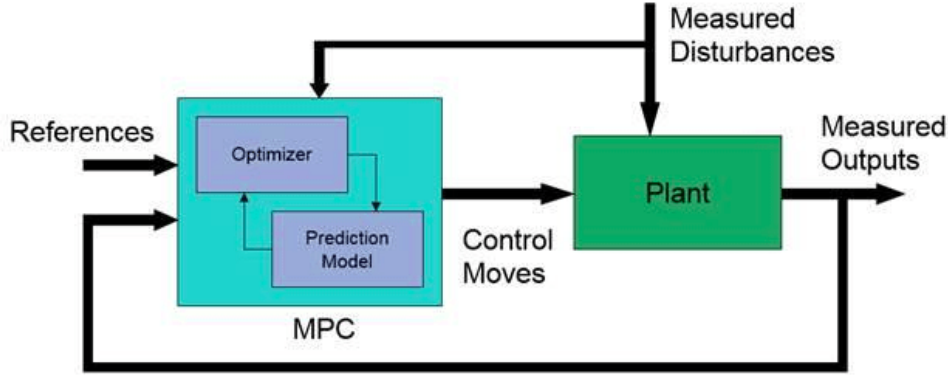 Measured
Disturbances
References
Optimizer
Prediction
Model
MPC
Control
Moves
Plant
Measured
Outputs